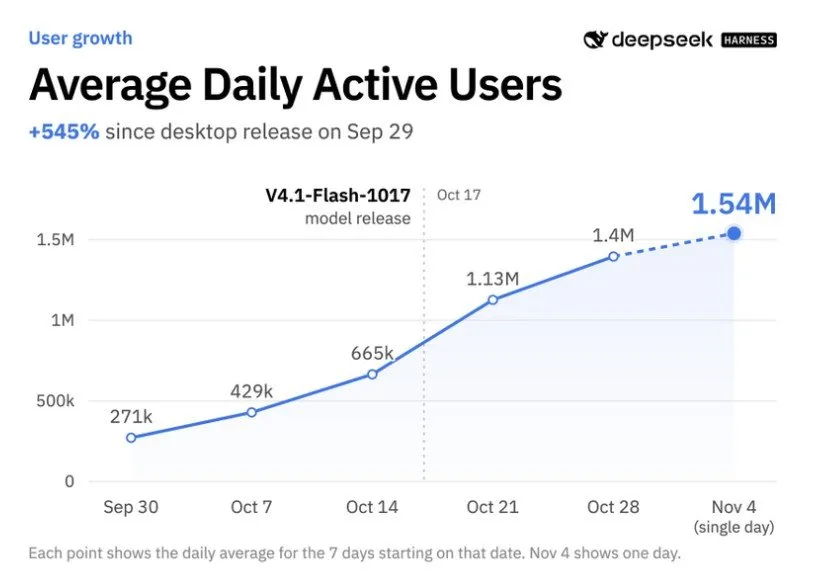 User growth
deepseek HARNESS
Average Daily Active Users
+545% since desktop release on Sep 29
V4.1-Flash-1017
model release
Oct 17
1.54M
1.5M
1.4M
1.13M
1M
665k
500k
429k
271k
0
Sep 30
Oct 7
Oct 14
Oct 21
Oct 28
Nov 4
(single day)
Each point shows the daily average for the 7 days starting on that date. Nov 4 shows one day.